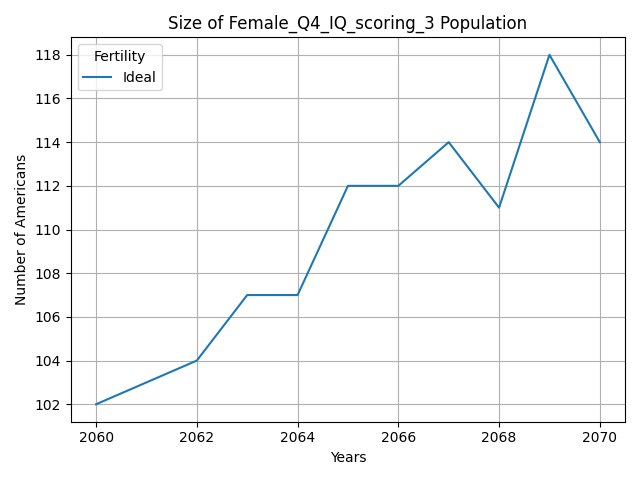 Size of Female_Q4_IQ_scoring_3 Population
Fertility
Ideal
118
116
114
112
110
108
106
104
102
Number of Americans
2060 2062 2064 2066 2068 2070
Years